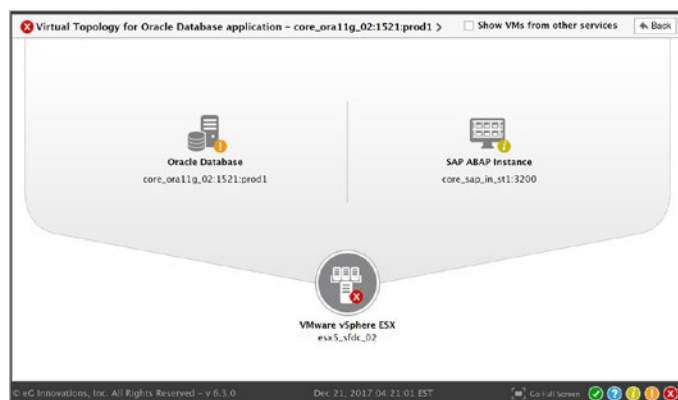 Virtual Topology for Oracle Database application - core_ora11g_02:1521:prod1 >
Show VMs from other services
Back
Oracle Database
core_ora11g_02:1521:prod1
SAP ABAP Instance
core_sap_in_st1:3200
VMware vSphere ESX
esx5_sfdc_02
© eG Innovations, Inc. All Rights Reserved - v 6.3.0
Dec 21, 2017 04:21:01 EST
Go Full Screen